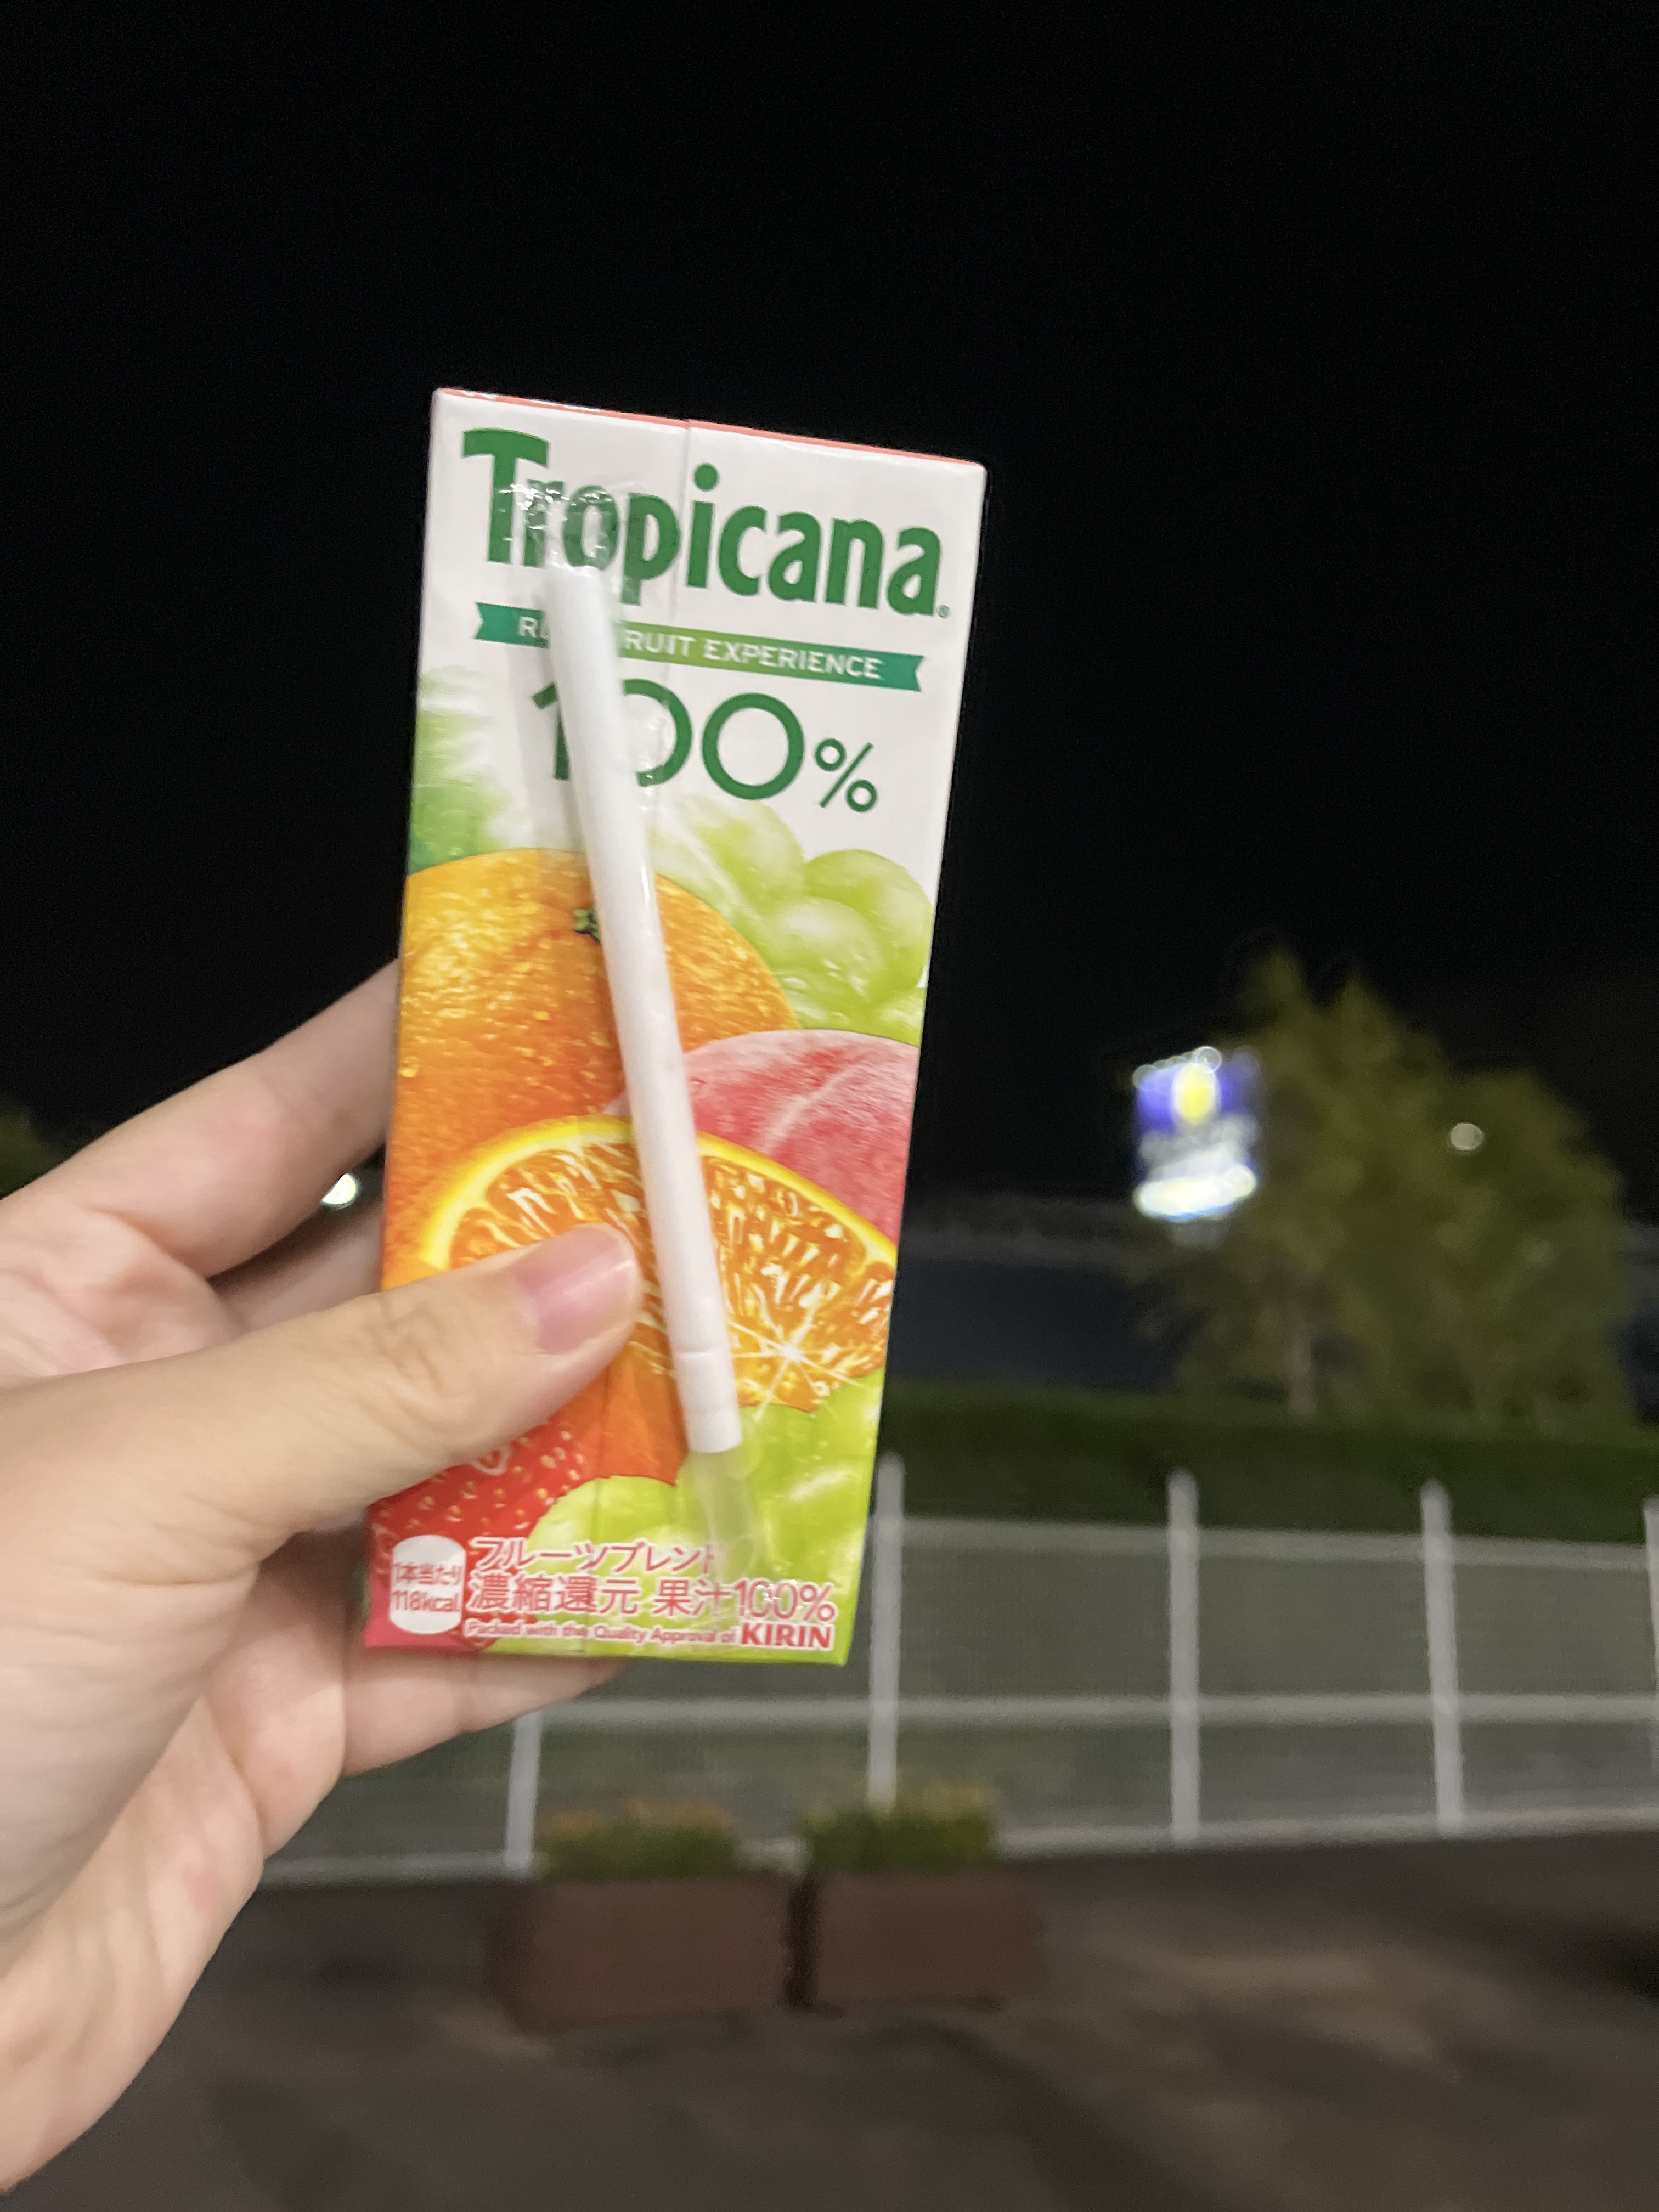 Tropicana
FRUIT EXPERIENCE
100%
1本当たり
118kcal
フルーツブレンド
濃縮還元 果汁100%
Packed with the Quality Approval of KIRIN